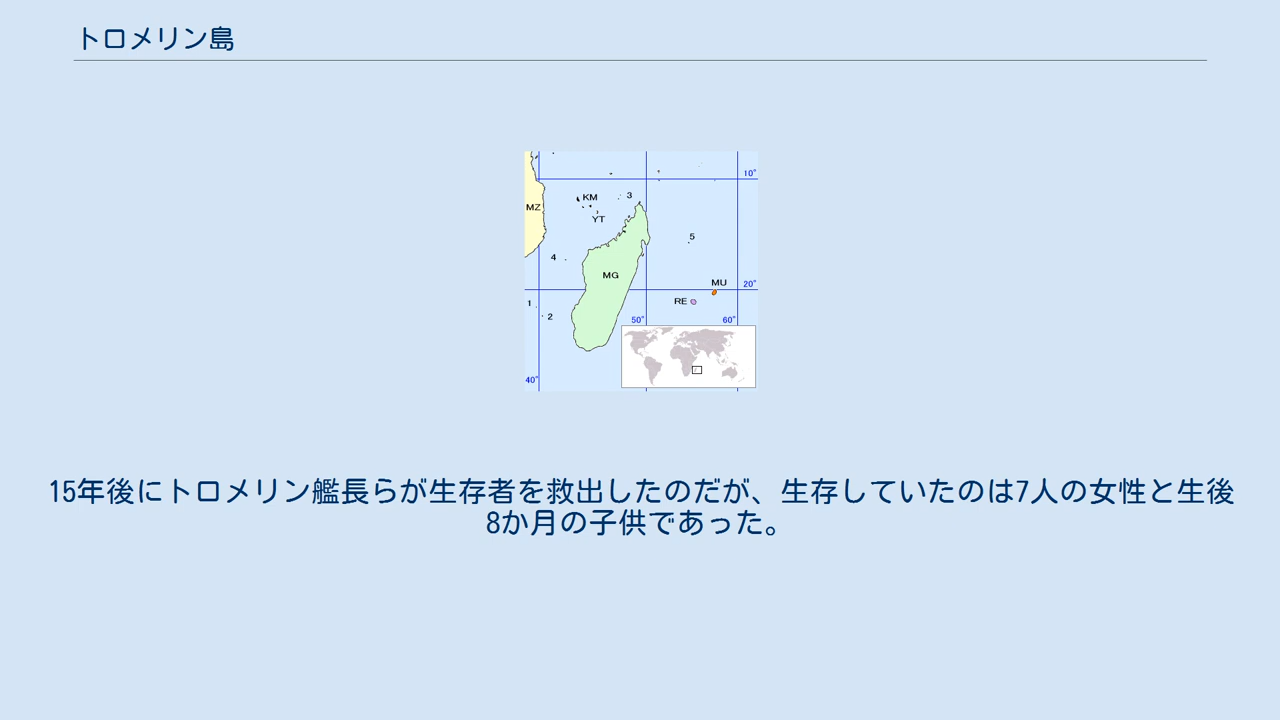 トロメリン島
10°
KM
3
MZ
YT
5
4
MG
MU
20°
1
RE
2
50°
60°
40°
15年後にトロメリン艦長らが生存者を救出したのだが、生存していたのは7人の女性と生後
8か月の子供であった。